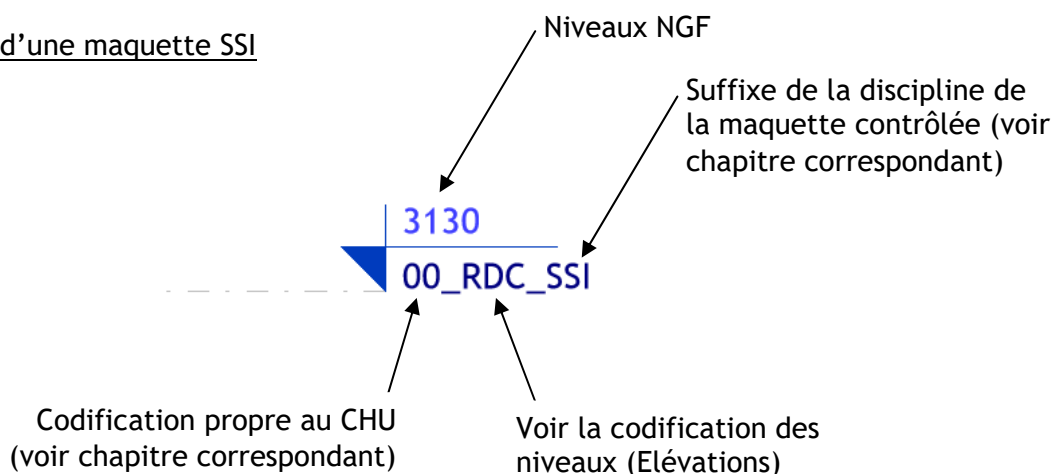 d’une maquette SSI
Niveaux NGF
Suffixe de la discipline de
la maquette contrôlée (voir
chapitre correspondant)
3130
00_RDC_SSI
Codification propre au CHU
(voir chapitre correspondant)
Voir la codification des
niveaux (Elévations)